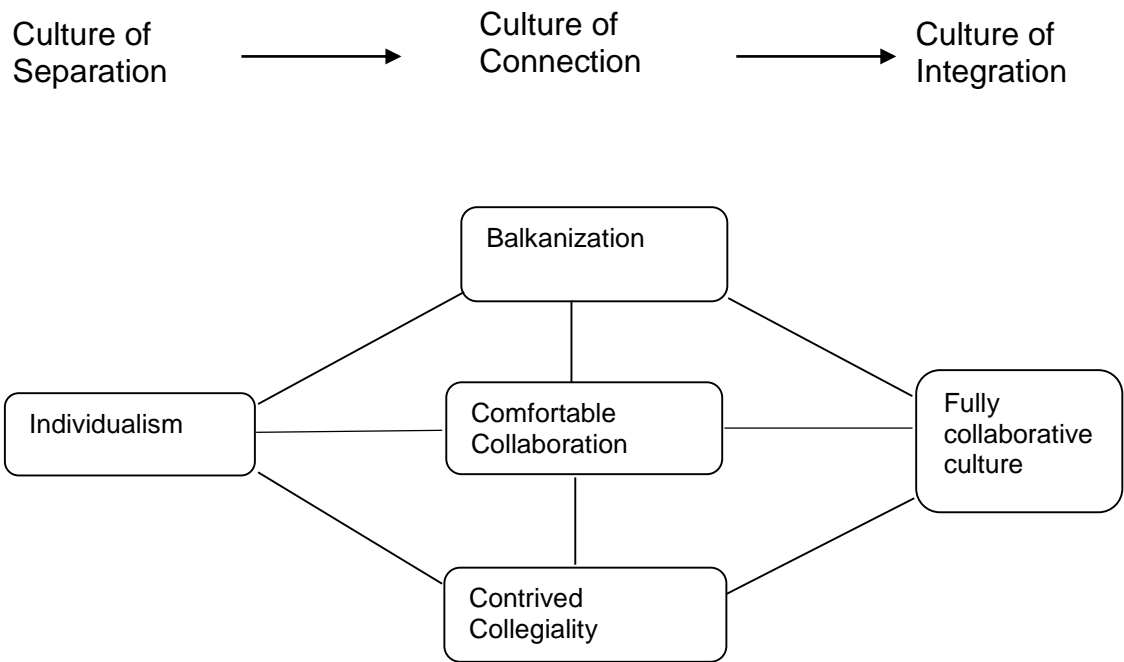 Culture of
Separation
Culture of
Connection
Culture of
Integration
Balkanization
Individualism
Comfortable
Collaboration
Fully
collaborative
culture
Contrived
Collegiality